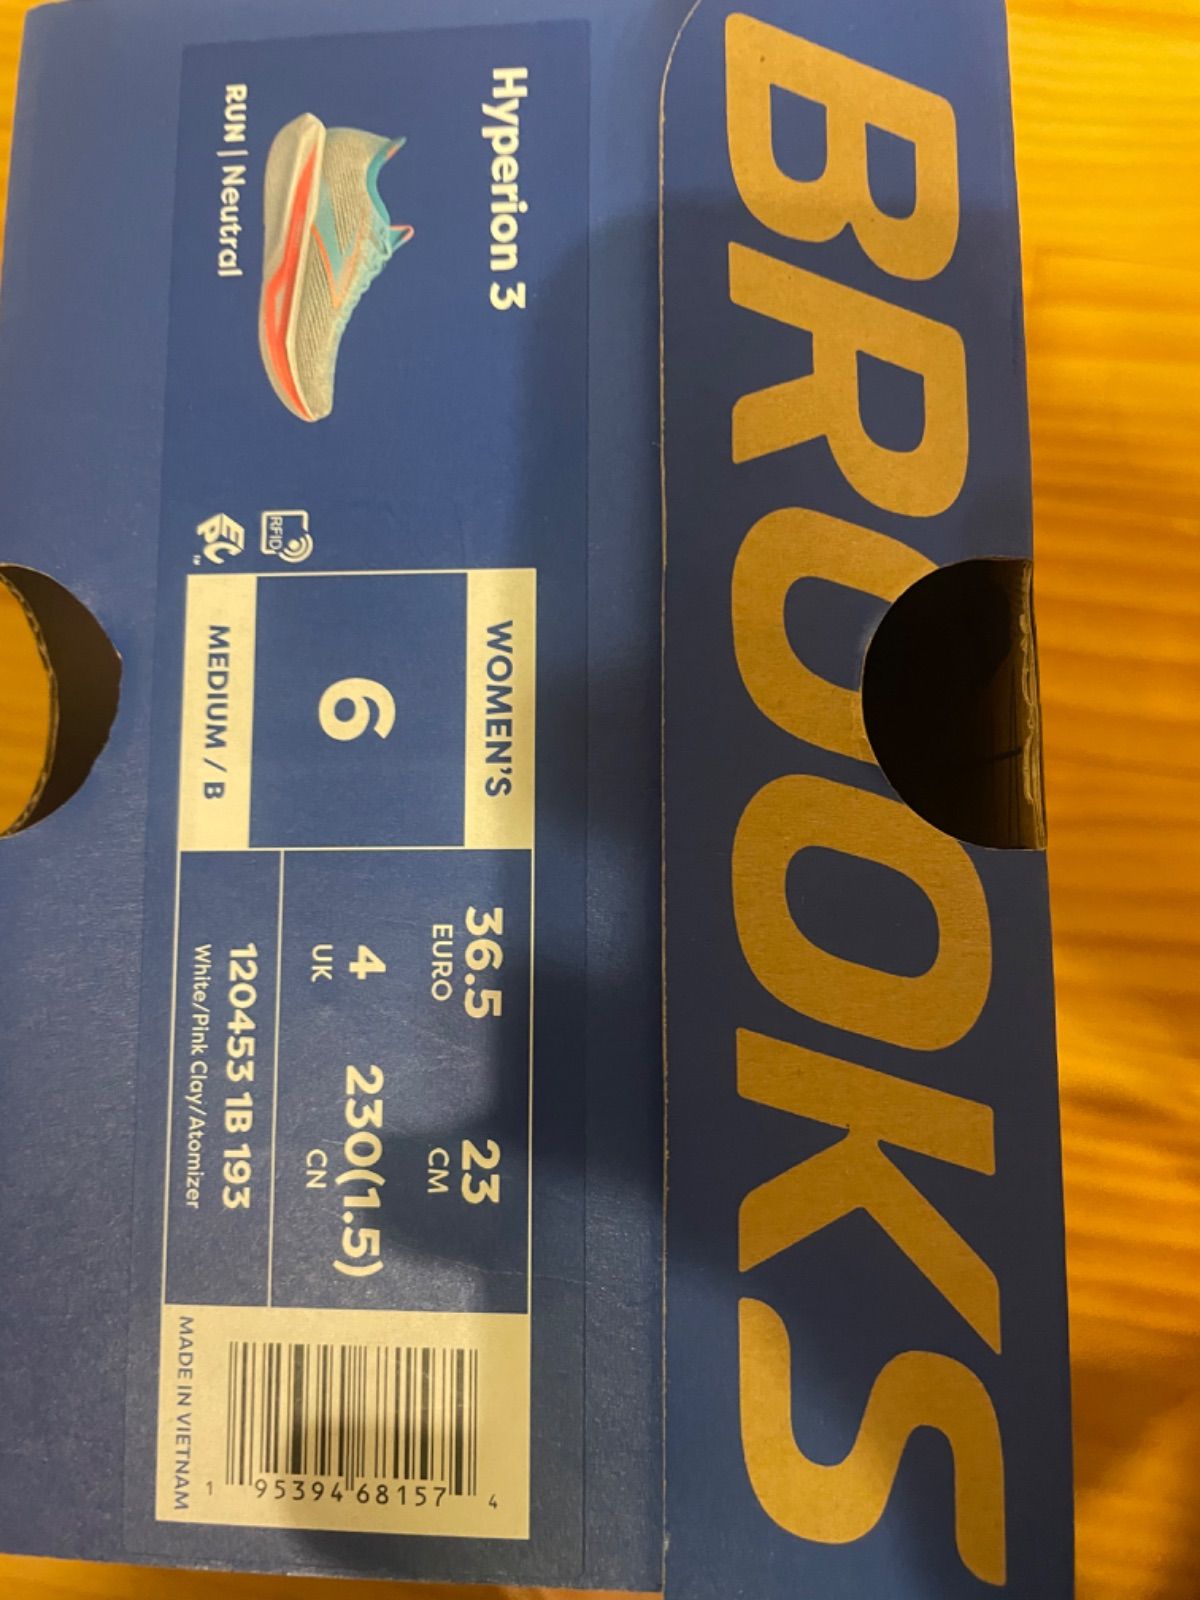 BROOKS
Hyperion 3
RUN | Neutral
RFID
EPC™
WOMEN'S
6
MEDIUM / B
36.5
EURO
23
CM
4
UK
230(1.5)
CN
120453 1B 193
White/Pink Clay/Atomizer
1 95394 68157 4
MADE IN VIETNAM